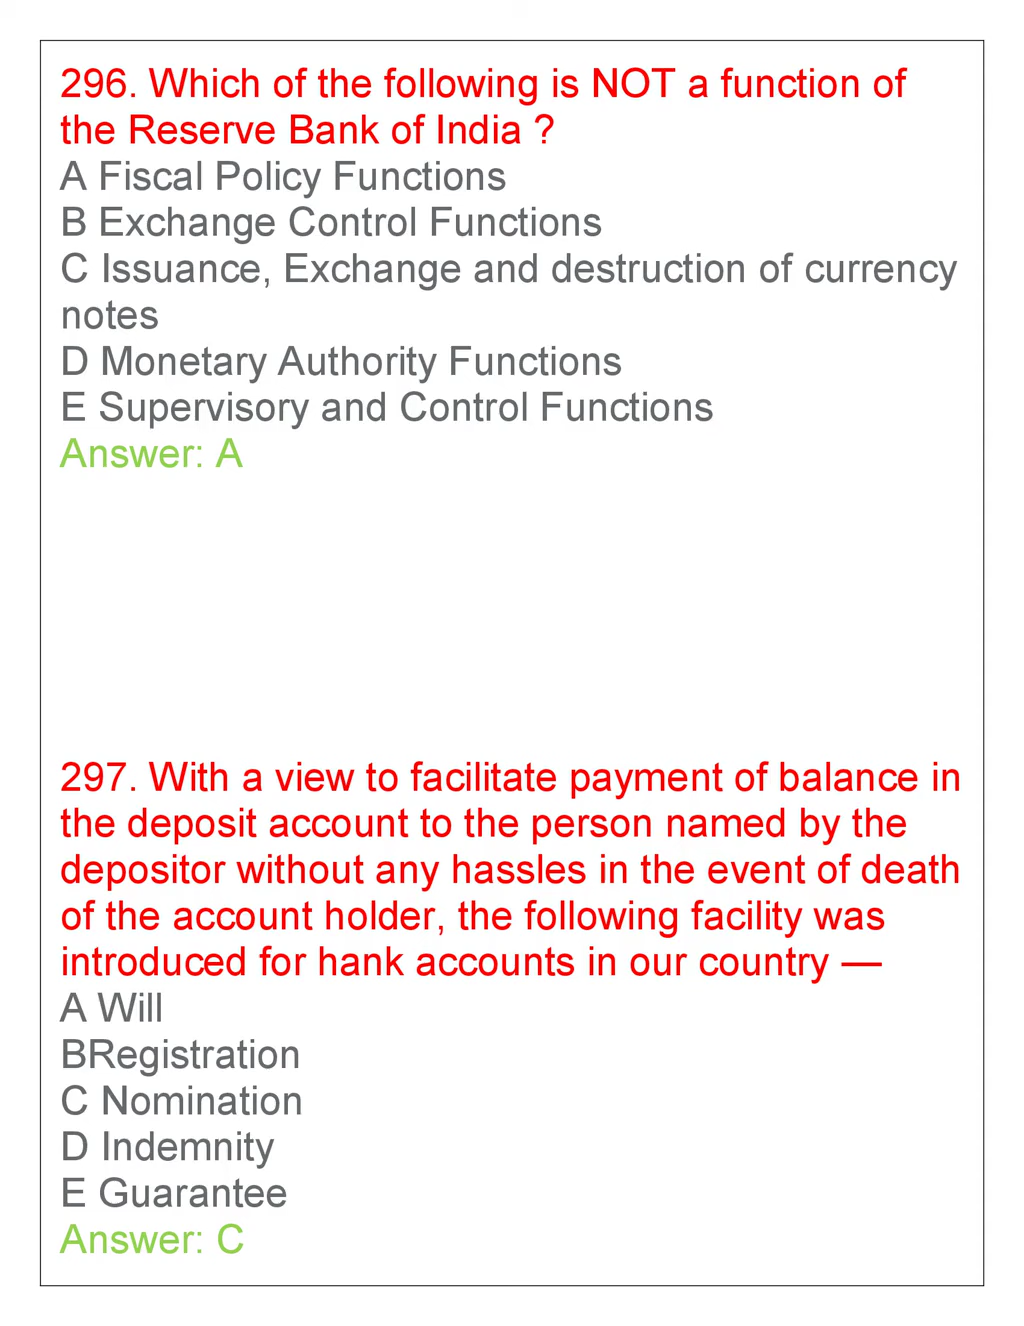 296. Which of the following is NOT a function of
the Reserve Bank of India ?
A Fiscal Policy Functions
B Exchange Control Functions
C Issuance, Exchange and destruction of currency
notes
D Monetary Authority Functions
E Supervisory and Control Functions
Answer: A
297. With a view to facilitate payment of balance in
the deposit account to the person named by the
depositor without any hassles in the event of death
of the account holder, the following facility was
introduced for hank accounts in our country —
A Will
BRegistration
C Nomination
D Indemnity
E Guarantee
Answer: C